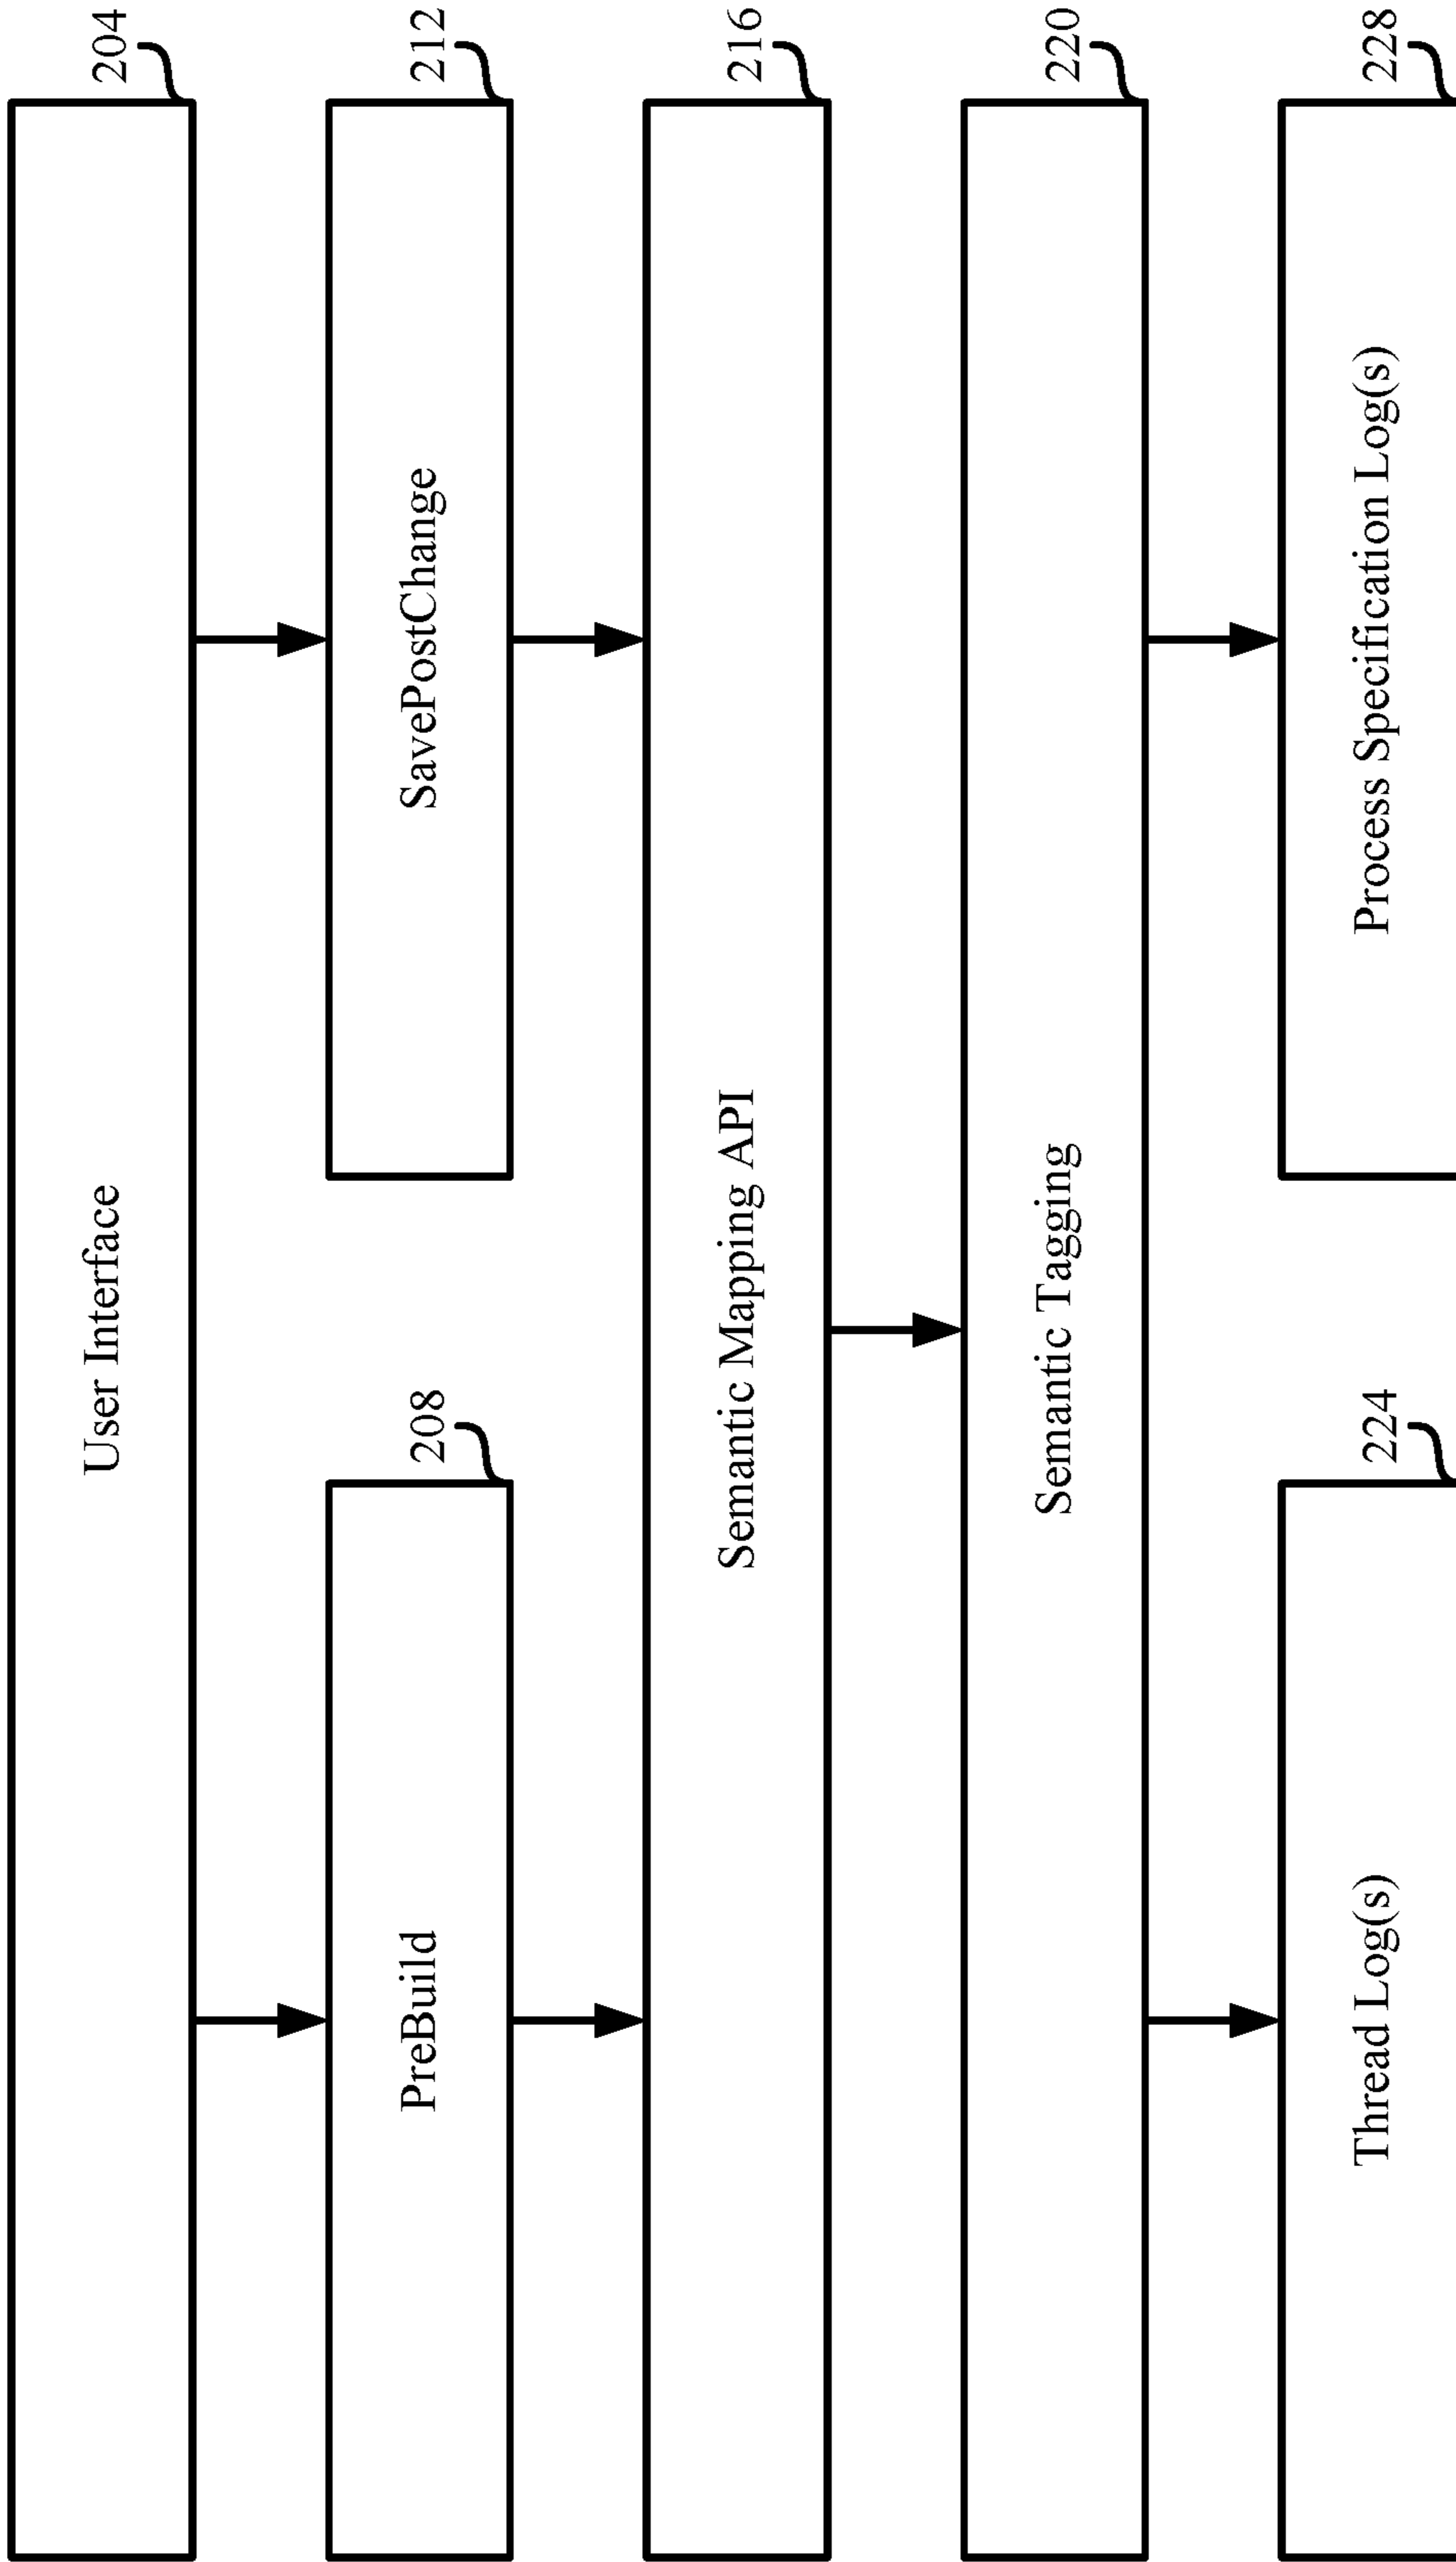 User Interface
204
PreBuild
208
SavePostChange
212
Semantic Mapping API
216
Semantic Tagging
220
Thread Log(s)
224
Process Specification Log(s)
228